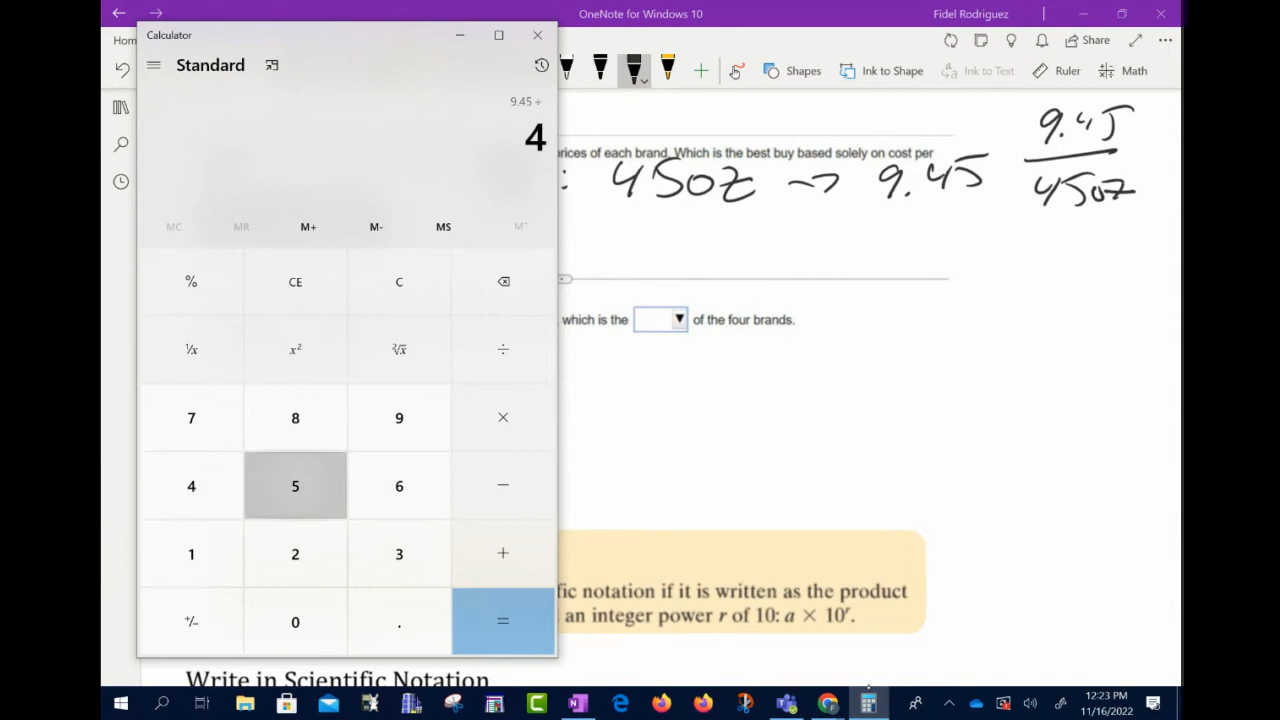 OneNote for Windows 10
Fidel Rodriguez
Calculator
Hom
Share
Standard
Shapes
Ink to Shape
Ink to Text
Ruler
Math
9.45 ÷
4
rices of each brand. Which is the best buy based solely on cost per
: 45oz → 9.45
9.45
45oz
MC MR M+ M- MS M˅
% CE C
⅟x x² ²√x ÷
which is the
of the four brands.
7 8 9 ×
4 5 6 −
1 2 3 +
+/− 0 . =
fic notation if it is written as the product
an integer power r of 10: a × 10ʳ.
Write in Scientific Notation
12:23 PM
11/16/2022